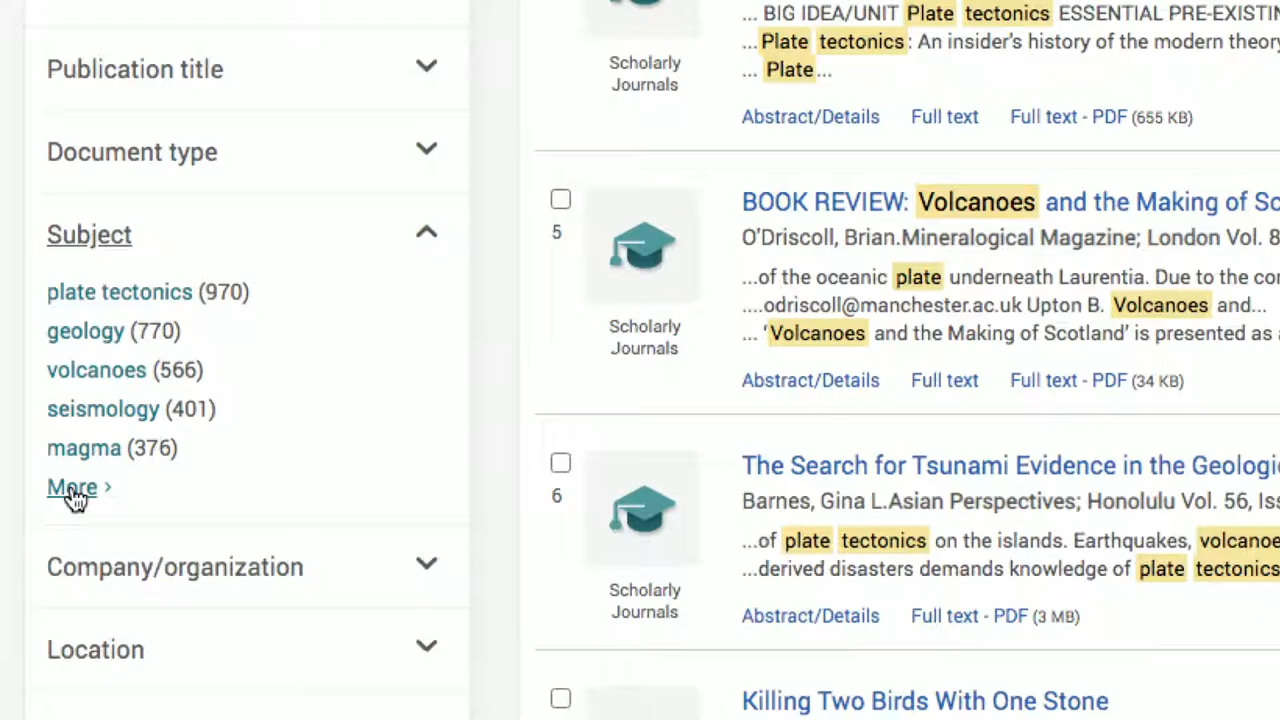 Publication title
Document type
Subject
plate tectonics (970)
geology (770)
volcanoes (566)
seismology (401)
magma (376)
More ›
Company/organization
Location
... BIG IDEA/UNIT Plate tectonics ESSENTIAL PRE-EXISTIN
...Plate tectonics: An insider's history of the modern theory
... Plate...
Scholarly
Journals
Abstract/Details Full text Full text - PDF (655 KB)
5
BOOK REVIEW: Volcanoes and the Making of Sc
O'Driscoll, Brian.Mineralogical Magazine; London Vol. 8
...of the oceanic plate underneath Laurentia. Due to the cor
....odriscoll@manchester.ac.uk Upton B. Volcanoes and...
... 'Volcanoes and the Making of Scotland' is presented as a
Scholarly
Journals
Abstract/Details Full text Full text - PDF (34 KB)
6
The Search for Tsunami Evidence in the Geologi
Barnes, Gina L.Asian Perspectives; Honolulu Vol. 56, Iss
...of plate tectonics on the islands. Earthquakes, volcanoe
...derived disasters demands knowledge of plate tectonics
Scholarly
Journals
Abstract/Details Full text - PDF (3 MB)
Killing Two Birds With One Stone